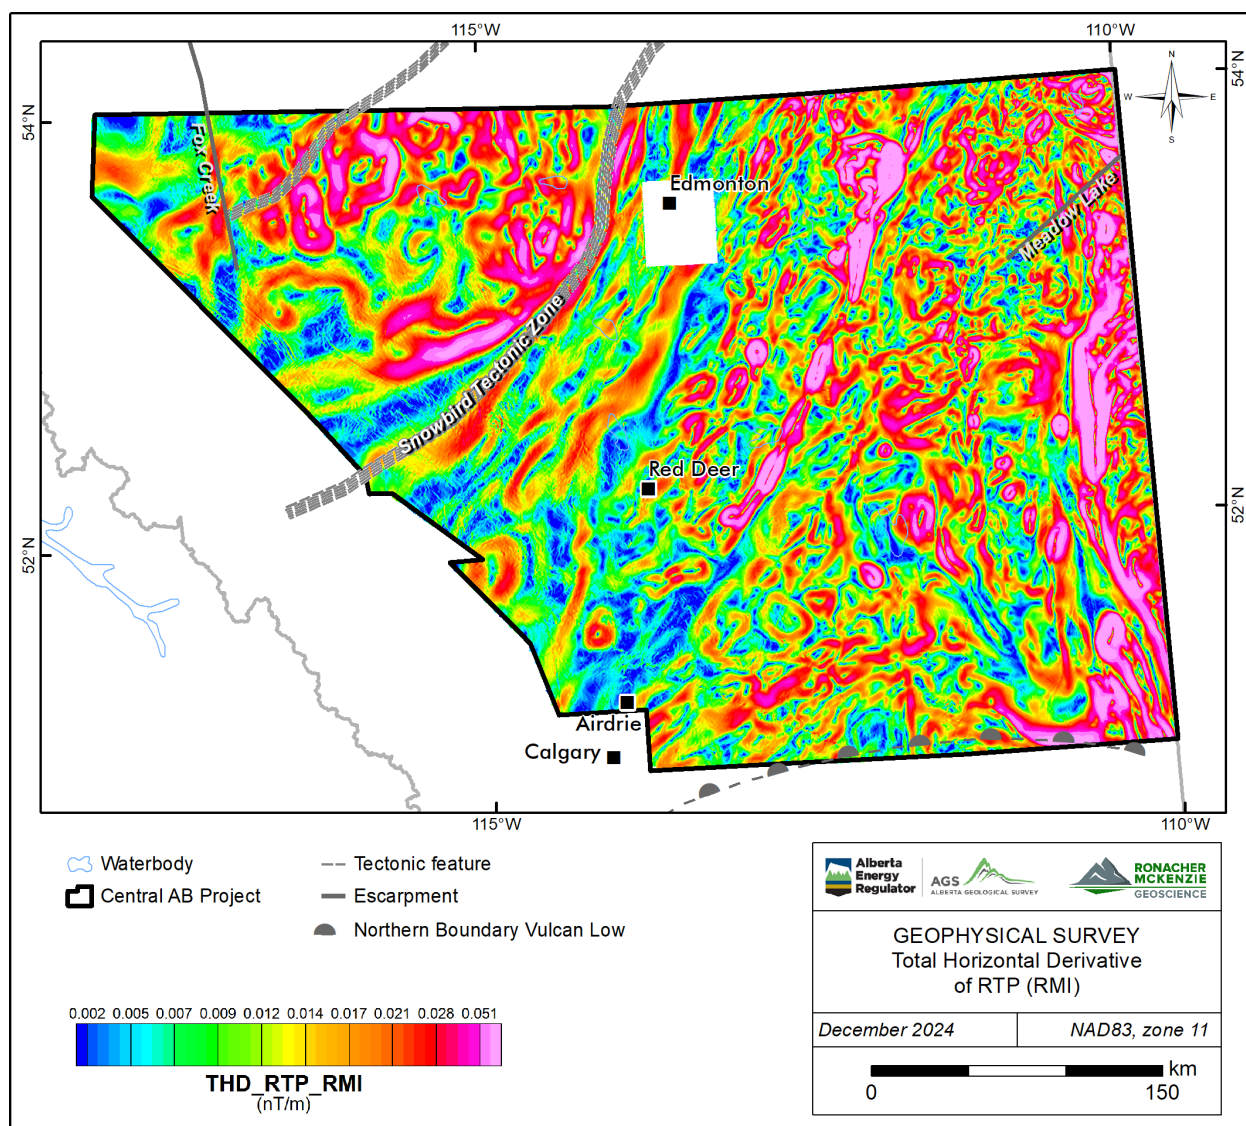 115°W
110°W
54°N
54°N
N
W
E
S
Fox Creek
Edmonton
Meadow Lake
Snowbird Tectonic Zone
Red Deer
52°N
52°N
Airdrie
Calgary
115°W
110°W
Waterbody
Tectonic feature
Central AB Project
Escarpment
Northern Boundary Vulcan Low
0.002 0.005 0.007 0.009 0.012 0.014 0.017 0.021 0.028 0.051
THD_RTP_RMI
(nT/m)
Alberta
Energy
Regulator
AGS
ALBERTA GEOLOGICAL SURVEY
RONACHER
MCKENZIE
GEOSCIENCE
GEOPHYSICAL SURVEY
Total Horizontal Derivative
of RTP (RMI)
December 2024
NAD83, zone 11
km
0
150